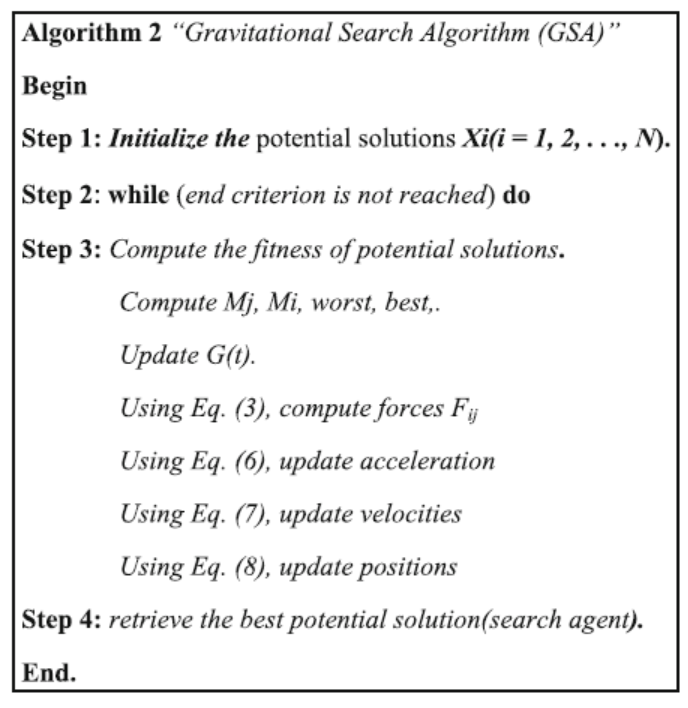 Algorithm 2 “Gravitational Search Algorithm (GSA)”
Begin
Step 1: Initialize the potential solutions Xi(i = 1, 2, . . ., N).
Step 2: while (end criterion is not reached) do
Step 3: Compute the fitness of potential solutions.
Compute Mj, Mi, worst, best,.
Update G(t).
Using Eq. (3), compute forces Fij
Using Eq. (6), update acceleration
Using Eq. (7), update velocities
Using Eq. (8), update positions
Step 4: retrieve the best potential solution(search agent).
End.